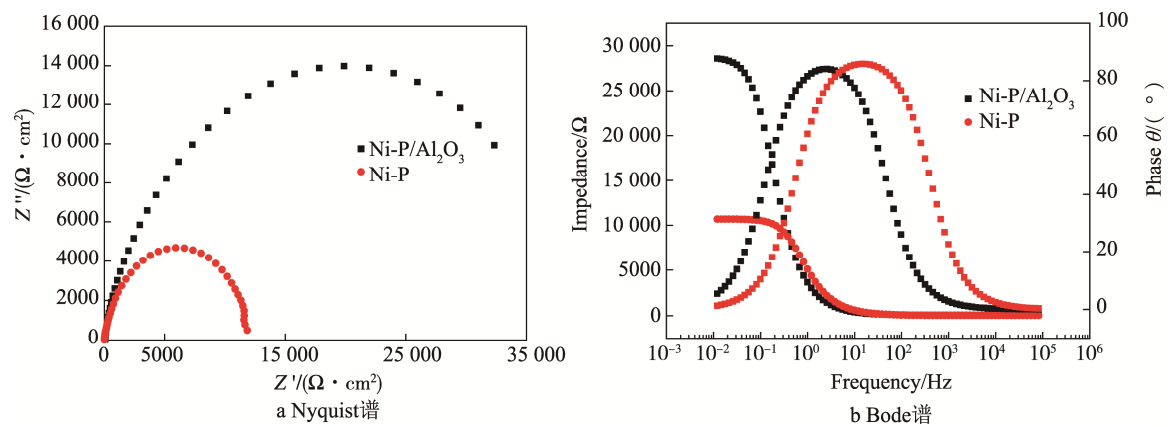 16 000
14 000
12 000
10 000
8000
6000
4000
2000
0
Z''/(Ω · cm²)
Ni-P/Al₂O₃
Ni-P
0
5000
15 000
25 000
35 000
Z'/(Ω · cm²)
a Nyquist谱
30 000
25 000
20 000
15 000
10 000
5000
0
Impedance/Ω
Ni-P/Al₂O₃
Ni-P
100
80
60
40
20
0
Phase θ/(°)
10⁻³ 10⁻² 10⁻¹ 10⁰ 10¹ 10² 10³ 10⁴ 10⁵ 10⁶
Frequency/Hz
b Bode谱